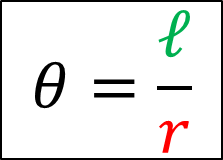 θ = ℓ/r